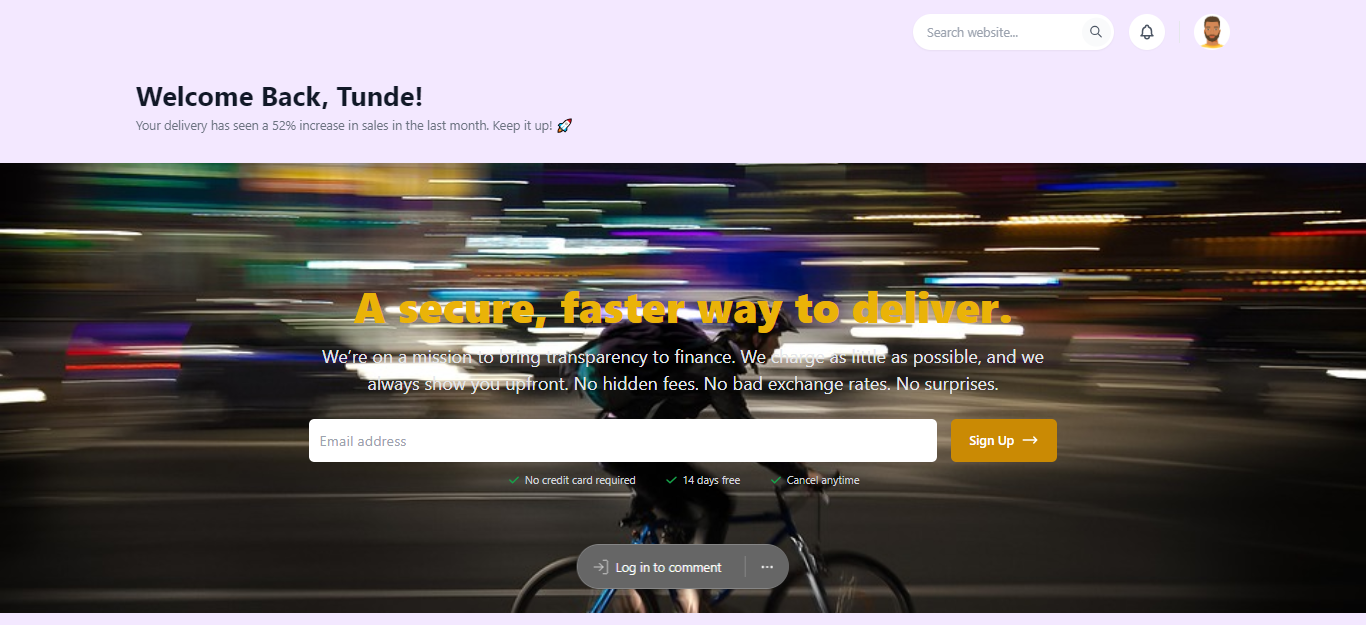 Search website...
Welcome Back, Tunde!
Your delivery has seen a 52% increase in sales in the last month. Keep it up! 🚀
A secure, faster way to deliver.
We’re on a mission to bring transparency to finance. We charge as little as possible, and we
always show you upfront. No hidden fees. No bad exchange rates. No surprises.
Email address
Sign Up →
✓ No credit card required ✓ 14 days free ✓ Cancel anytime
Log in to comment ...